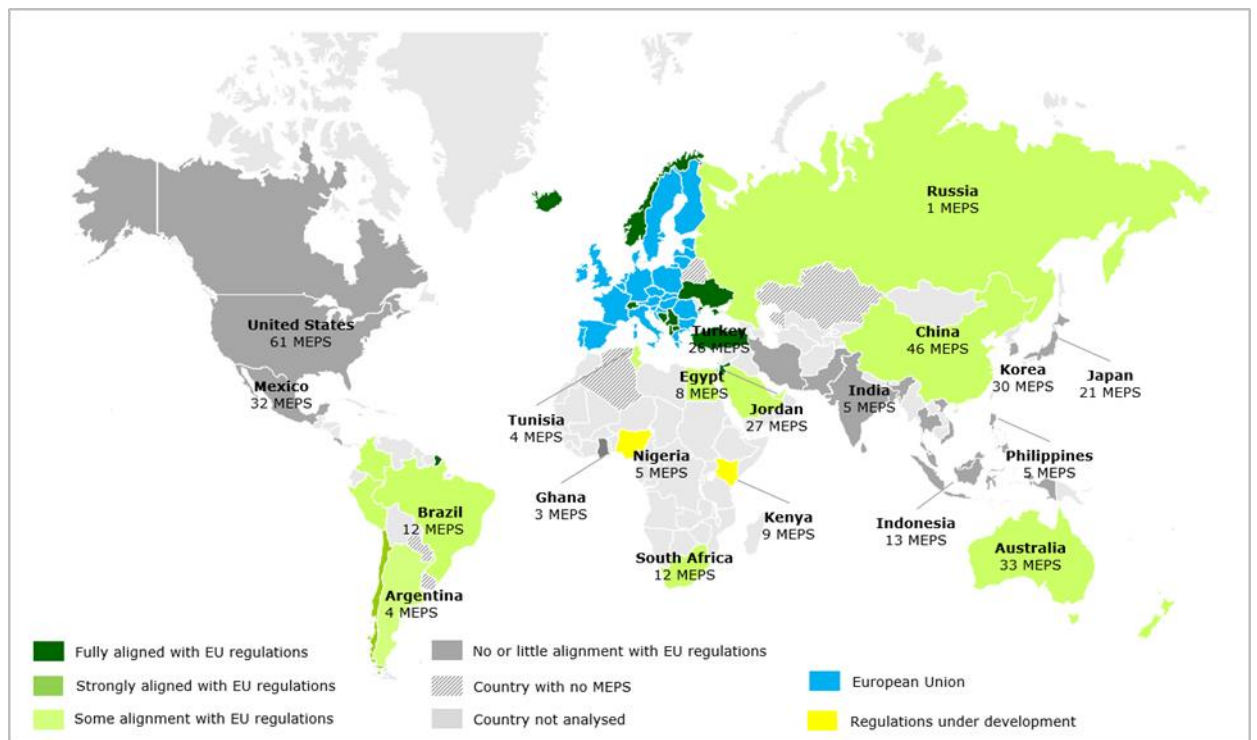 Russia
1 MEPS
United States
61 MEPS
Turkey
26 MEPS
China
46 MEPS
Korea
30 MEPS
Japan
21 MEPS
Mexico
32 MEPS
Egypt
8 MEPS
India
5 MEPS
Tunisia
4 MEPS
Jordan
27 MEPS
Nigeria
5 MEPS
Philippines
5 MEPS
Ghana
3 MEPS
Kenya
9 MEPS
Indonesia
13 MEPS
Brazil
12 MEPS
South Africa
12 MEPS
Australia
33 MEPS
Argentina
4 MEPS
Fully aligned with EU regulations
Strongly aligned with EU regulations
Some alignment with EU regulations
No or little alignment with EU regulations
Country with no MEPS
Country not analysed
European Union
Regulations under development